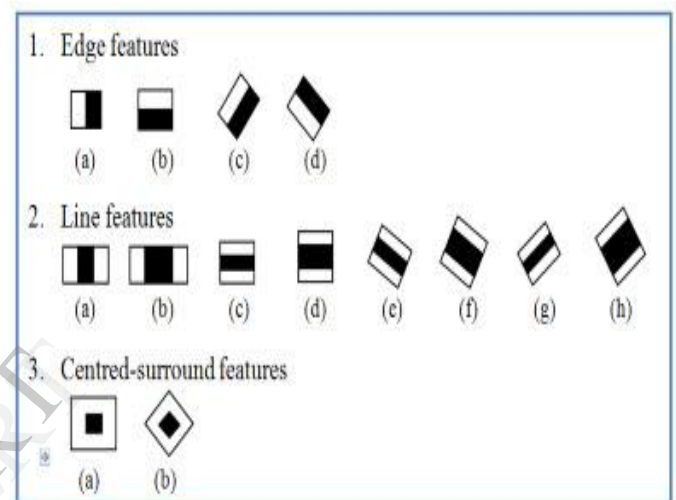 1. Edge features
(a) (b) (c) (d)
2. Line features
(a) (b) (c) (d) (e) (f) (g) (h)
3. Centred-surround features
(a) (b)